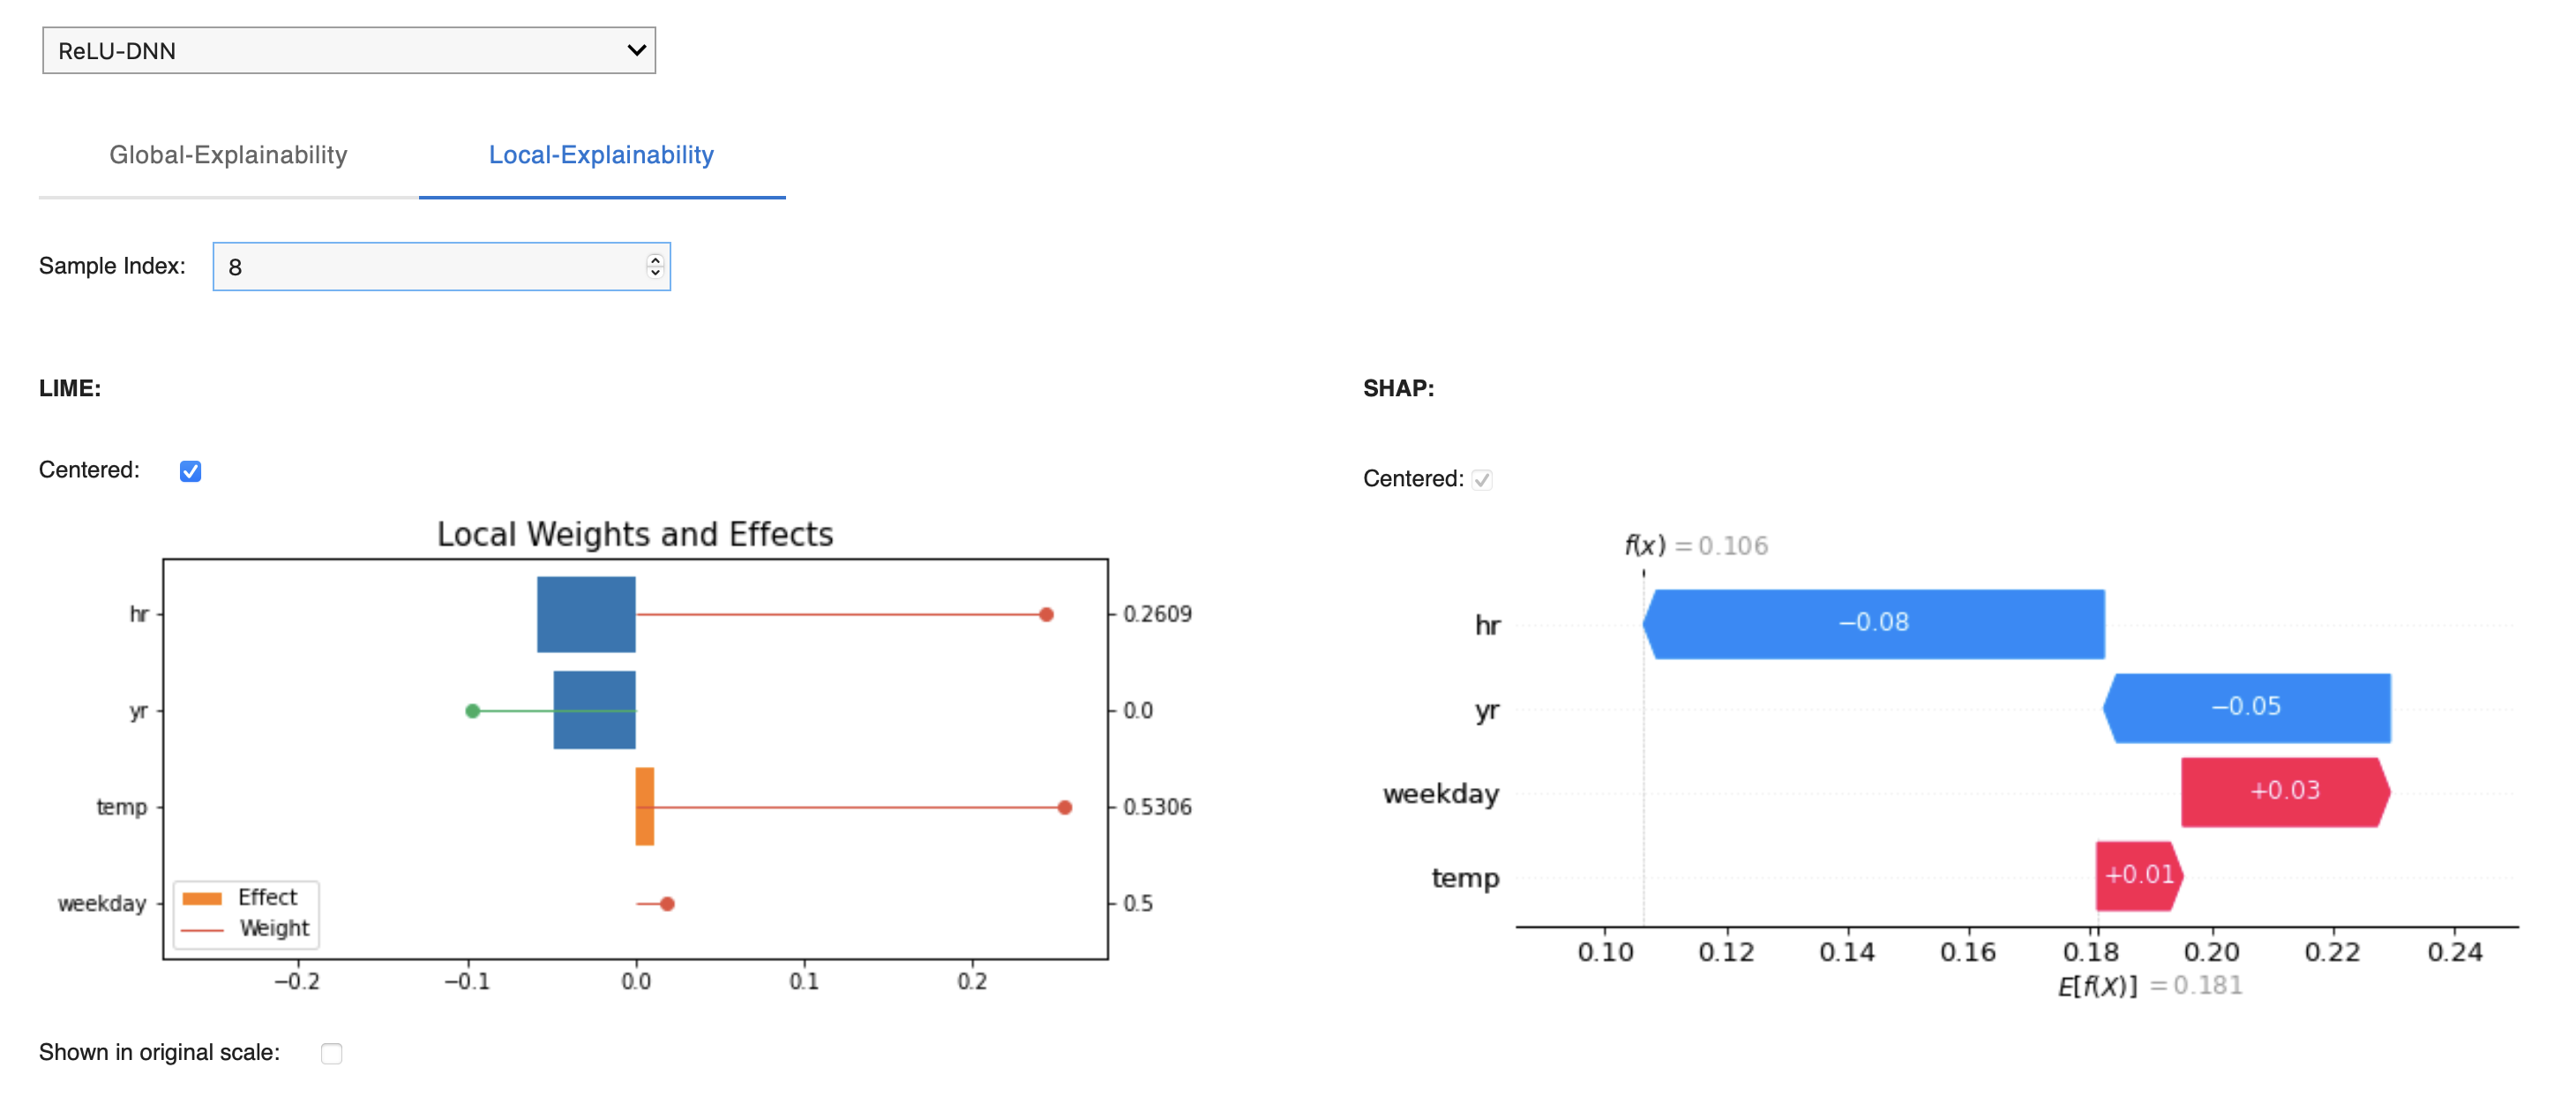 ReLU-DNN
Global-Explainability Local-Explainability
Sample Index: 8
LIME:
Centered:
Local Weights and Effects
hr 0.2609
yr 0.0
temp 0.5306
weekday 0.5
Effect
Weight
−0.2 −0.1 0.0 0.1 0.2
Shown in original scale:
SHAP:
Centered:
f(x) = 0.106
hr −0.08
yr −0.05
weekday +0.03
temp +0.01
0.10 0.12 0.14 0.16 0.18 0.20 0.22 0.24
E[f(X)] = 0.181